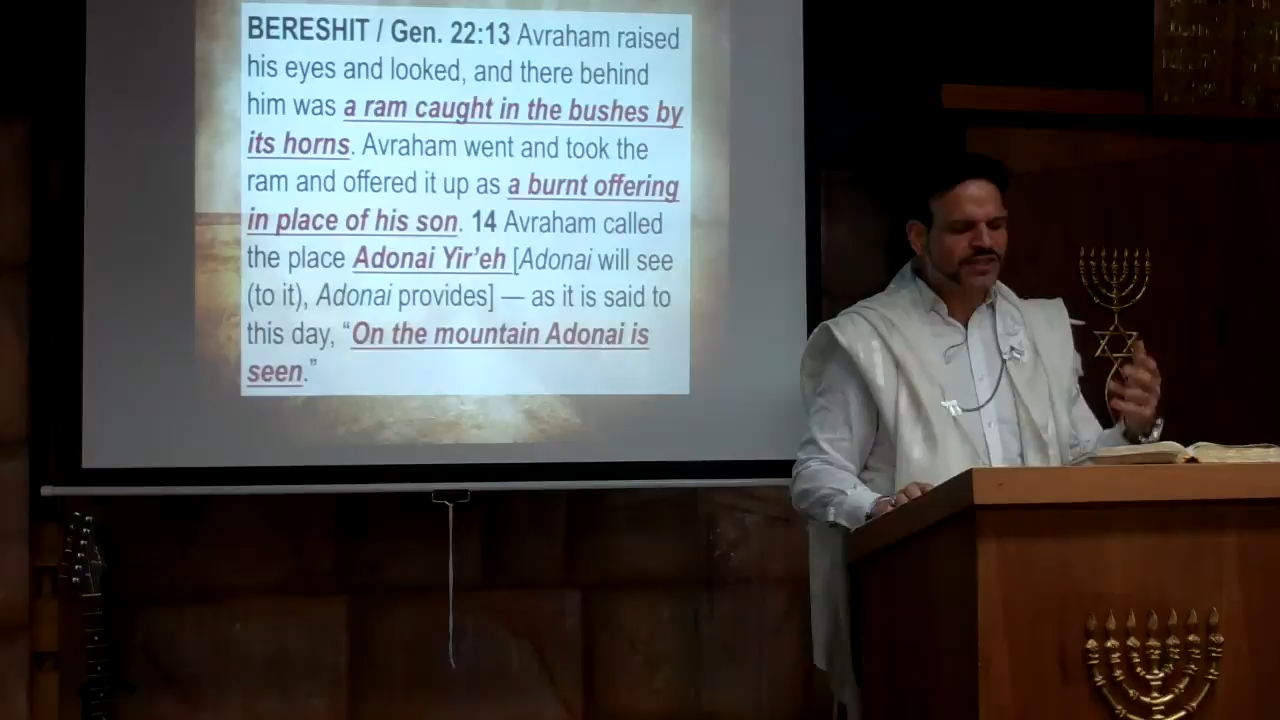 BERESHIT / Gen. 22:13 Avraham raised
his eyes and looked, and there behind
him was a ram caught in the bushes by
its horns. Avraham went and took the
ram and offered it up as a burnt offering
in place of his son. 14 Avraham called
the place Adonai Yir’eh [Adonai will see
(to it), Adonai provides] — as it is said to
this day, “On the mountain Adonai is
seen.”